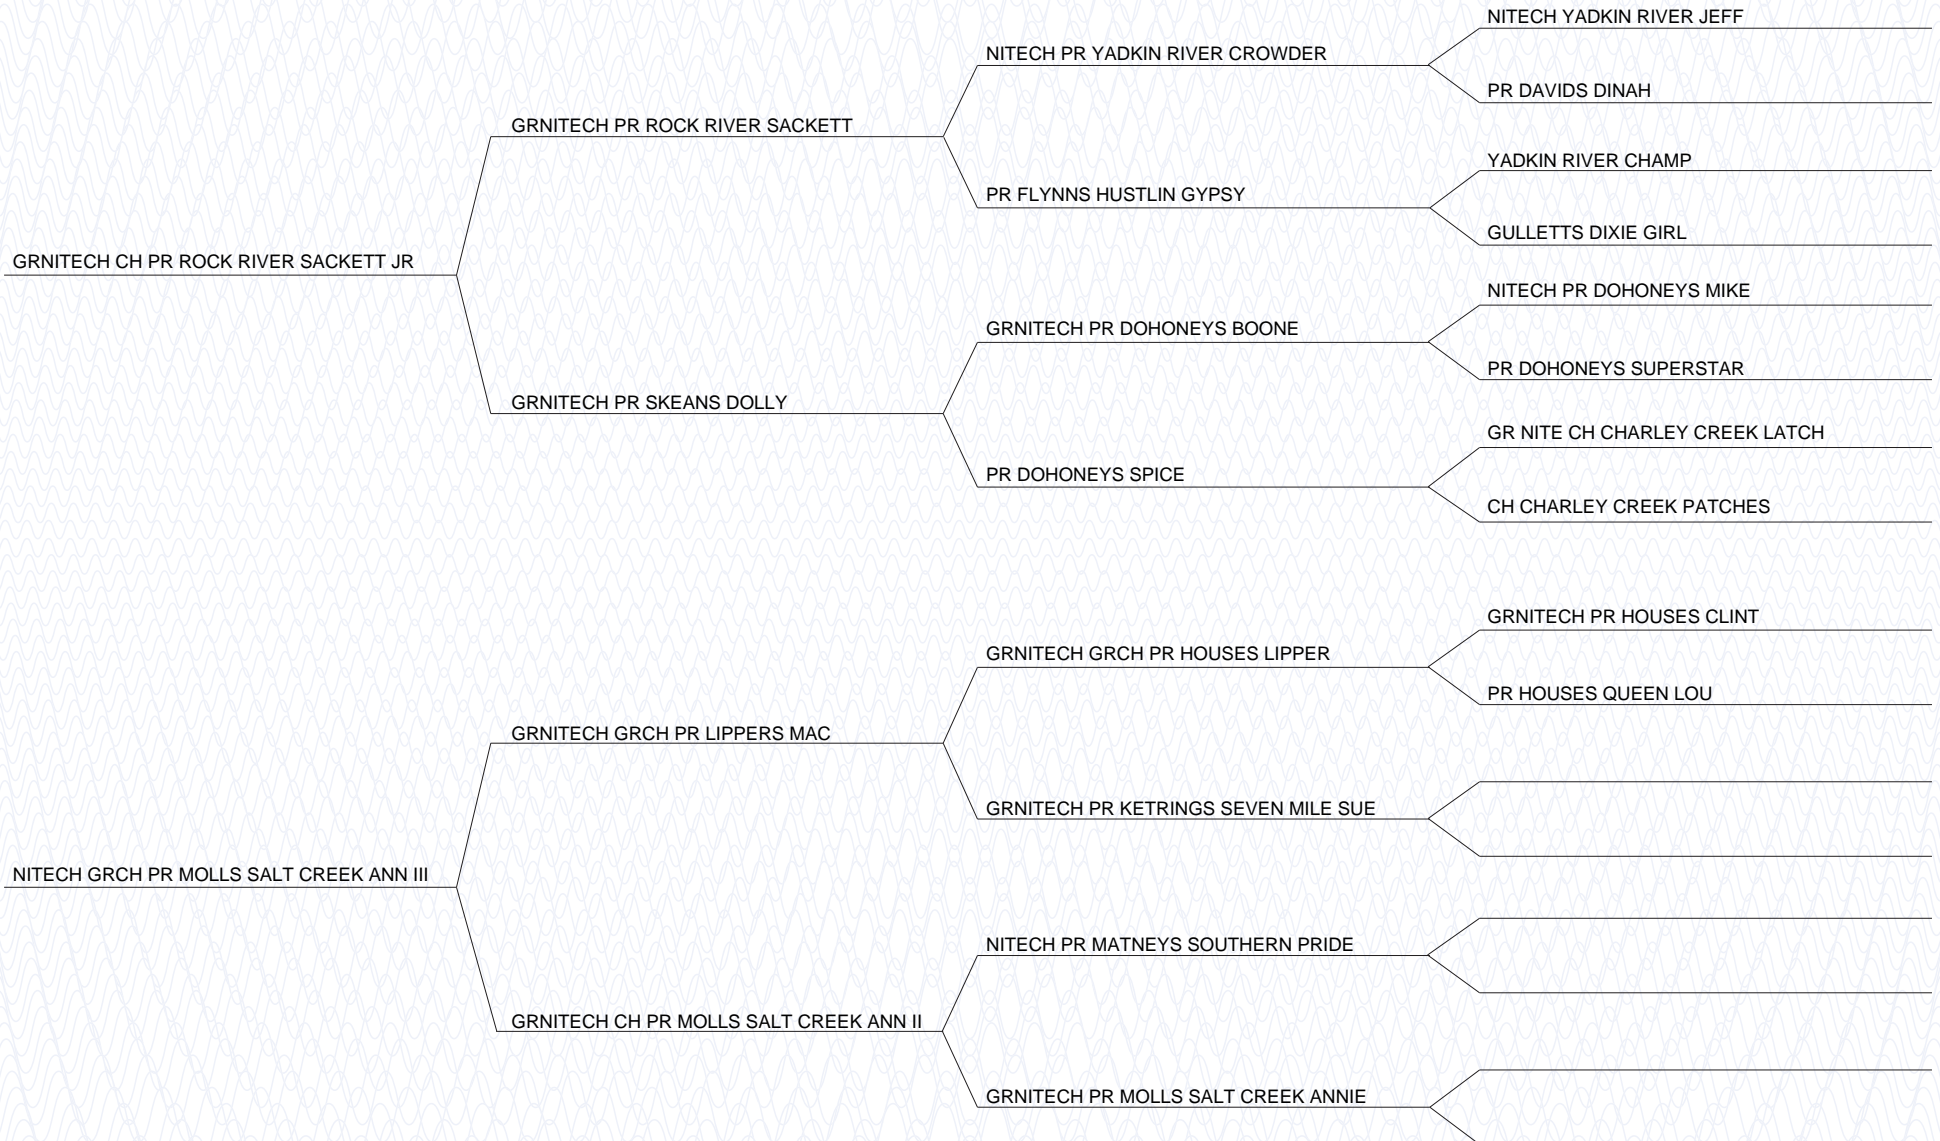 NITECH YADKIN RIVER JEFF
NITECH PR YADKIN RIVER CROWDER
PR DAVIDS DINAH
GRNITECH PR ROCK RIVER SACKETT
YADKIN RIVER CHAMP
PR FLYNNS HUSTLIN GYPSY
GULLETTS DIXIE GIRL
GRNITECH CH PR ROCK RIVER SACKETT JR
NITECH PR DOHONEYS MIKE
GRNITECH PR DOHONEYS BOONE
PR DOHONEYS SUPERSTAR
GRNITECH PR SKEANS DOLLY
GR NITE CH CHARLEY CREEK LATCH
PR DOHONEYS SPICE
CH CHARLEY CREEK PATCHES
GRNITECH PR HOUSES CLINT
GRNITECH GRCH PR HOUSES LIPPER
PR HOUSES QUEEN LOU
GRNITECH GRCH PR LIPPERS MAC
GRNITECH PR KETRINGS SEVEN MILE SUE
NITECH GRCH PR MOLLS SALT CREEK ANN III
NITECH PR MATNEYS SOUTHERN PRIDE
GRNITECH CH PR MOLLS SALT CREEK ANN II
GRNITECH PR MOLLS SALT CREEK ANNIE